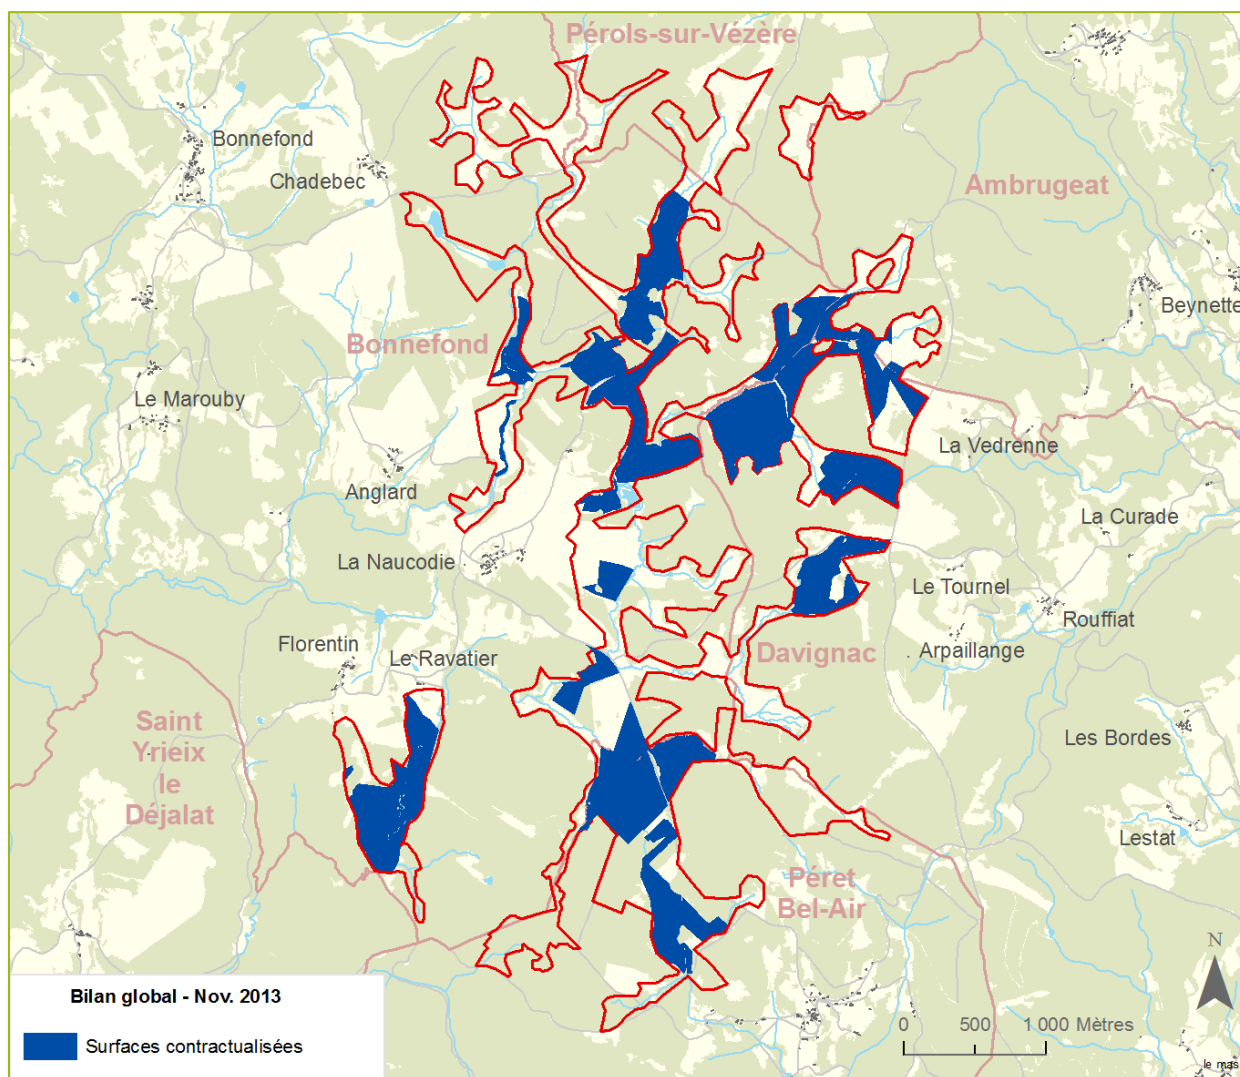 Pérols-sur-Vézère
Bonnefond
Chadebec
Ambrugeat
Beynette
Bonnefond
Le Marouby
La Vedrenne
Anglard
La Curade
La Naucodie
Le Tournel
Rouffiat
Florentin
Le Ravatier
Davignac
Arpaillange
Saint
Yrieix
le
Déjalat
Les Bordes
Lestat
Péret
Bel-Air
N
Bilan global - Nov. 2013
Surfaces contractualisées
0 500 1 000 Mètres
le mas